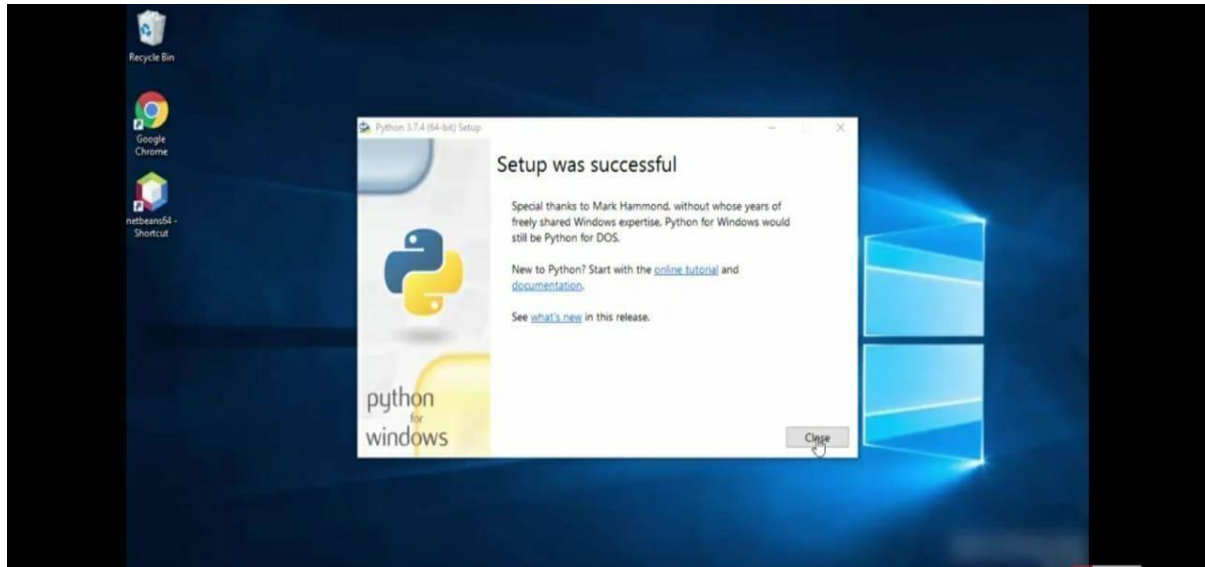 Recycle Bin
Google
Chrome
netbeans64 -
Shortcut
Python 3.7.4 (64-bit) Setup
Setup was successful
Special thanks to Mark Hammond, without whose years of
freely shared Windows expertise, Python for Windows would
still be Python for DOS.
New to Python? Start with the online tutorial and
documentation.
See what's new in this release.
python
for
windows
Close